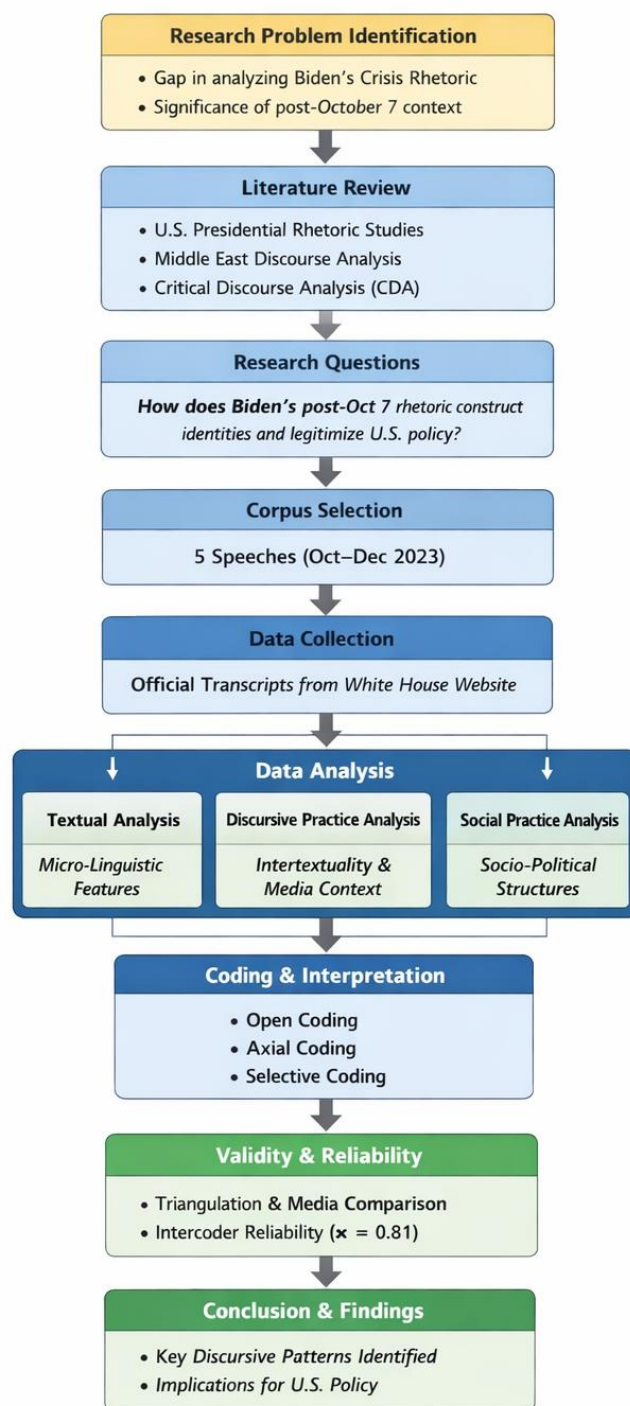 Research Problem Identification
• Gap in analyzing Biden's Crisis Rhetoric
• Significance of post-October 7 context
Literature Review
• U.S. Presidential Rhetoric Studies
• Middle East Discourse Analysis
• Critical Discourse Analysis (CDA)
Research Questions
How does Biden's post-Oct 7 rhetoric construct
identities and legitimize U.S. policy?
Corpus Selection
5 Speeches (Oct–Dec 2023)
Data Collection
Official Transcripts from White House Website
Data Analysis
Textual Analysis
Micro-Linguistic
Features
Discursive Practice Analysis
Intertextuality &
Media Context
Social Practice Analysis
Socio-Political
Structures
Coding & Interpretation
• Open Coding
• Axial Coding
• Selective Coding
Validity & Reliability
• Triangulation & Media Comparison
• Intercoder Reliability (× = 0.81)
Conclusion & Findings
• Key Discursive Patterns Identified
• Implications for U.S. Policy